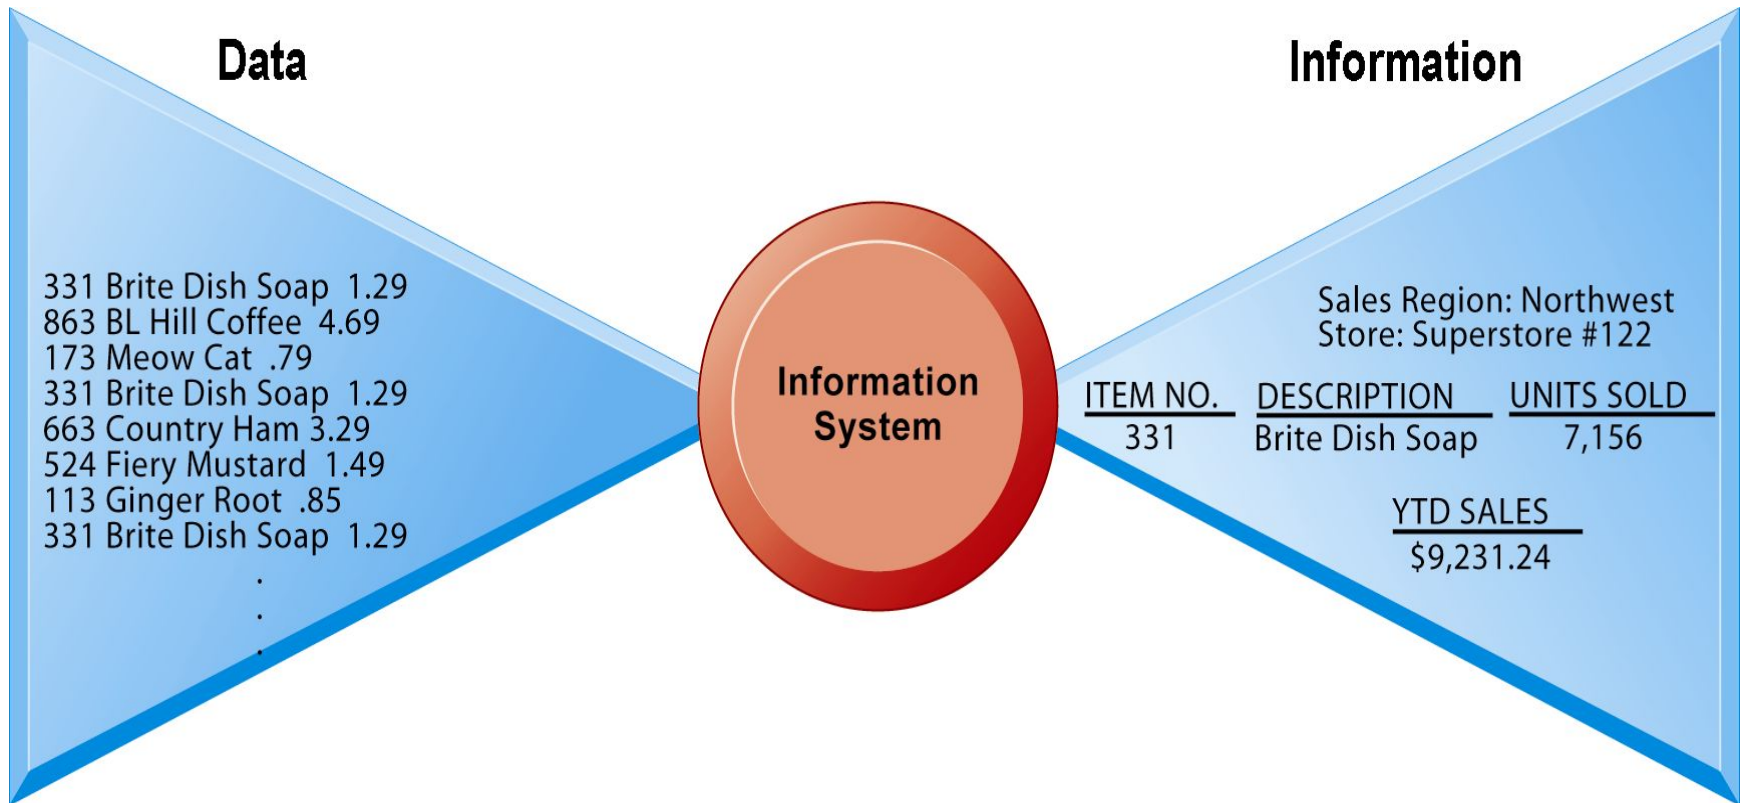 Data
331 Brite Dish Soap 1.29
863 BL Hill Coffee 4.69
173 Meow Cat .79
331 Brite Dish Soap 1.29
663 Country Ham 3.29
524 Fiery Mustard 1.49
113 Ginger Root .85
331 Brite Dish Soap 1.29
.
.
.
Information
System
Information
Sales Region: Northwest
Store: Superstore #122
ITEM NO. DESCRIPTION UNITS SOLD
331 Brite Dish Soap 7,156
YTD SALES
$9,231.24